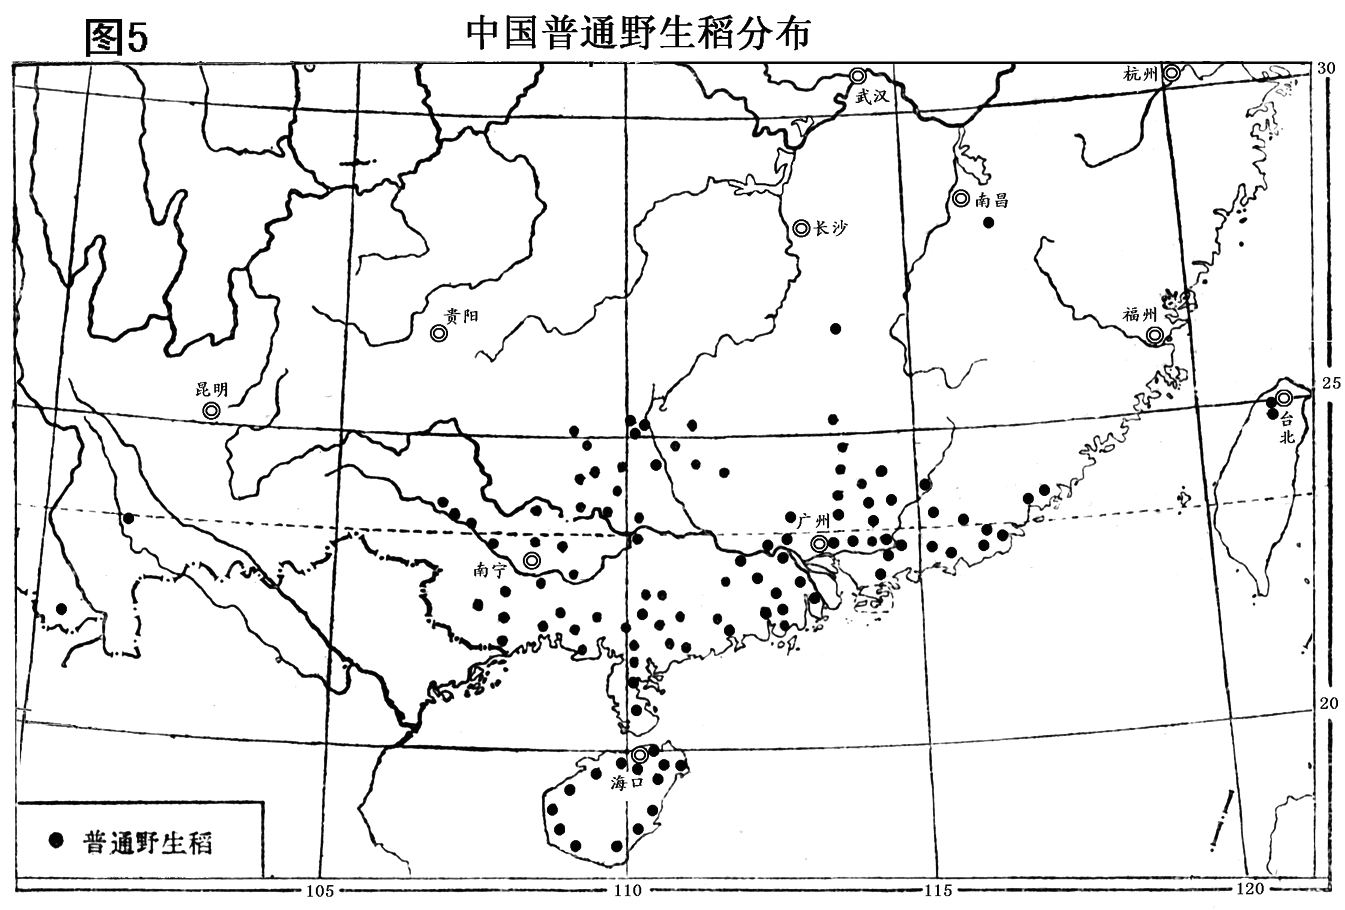 图5
中国普通野生稻分布
杭州
30
武汉
南昌
长沙
贵阳
福州
昆明
25
台
北
广州
南宁
20
海口
普通野生稻
105
110
115
120